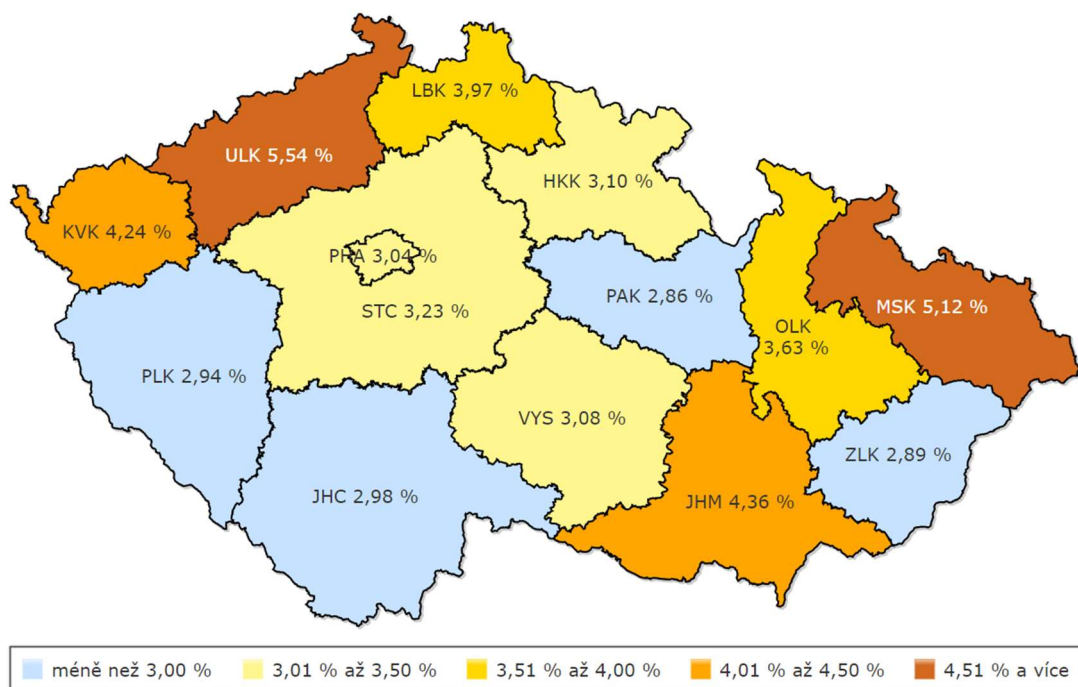 LBK 3,97 %
ULK 5,54 %
HKK 3,10 %
KVK 4,24 %
PHA 3,04 %
PAK 2,86 %
MSK 5,12 %
STC 3,23 %
OLK
3,63 %
PLK 2,94 %
VYS 3,08 %
ZLK 2,89 %
JHC 2,98 %
JHM 4,36 %
méně než 3,00 %
3,01 % až 3,50 %
3,51 % až 4,00 %
4,01 % až 4,50 %
4,51 % a více